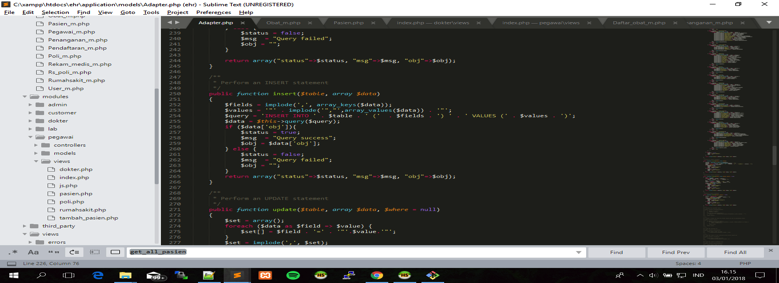 C:\xampp\htdocs\ehr\application\models\Adapter.php (ehr) - Sublime Text (UNREGISTERED)
File Edit Selection Find View Goto Tools Project Preferences Help
Pasien_m.php
Pegawai_m.php
Penanganan_m.php
Pendaftaran_m.php
Poli_m.php
Rekam_medis_m.php
Rs_poli_m.php
Rumahsakit_m.php
User_m.php
modules
admin
customer
dokter
lab
pegawai
controllers
models
views
dokter.php
index.php
js.php
pasien.php
poli.php
rumahsakit.php
tambah_pasien.php
third_party
views
errors
Adapter.php
Obat_m.php
Pasien.php
index.php — dokter\views
index.php — pegawai\views
Daftar_obat_m.php
239 $status = false;
240 $msg = "Query failed";
241 $obj = "";
242 }
243
244 return array("status"=>$status, "msg"=>$msg, "obj"=>$obj);
245 }
246
247 /**
248 * Perform an INSERT statement
249 */
250 public function insert($table, array $data)
251 {
252 $fields = implode(',', array_keys($data));
253 $values = '"' . implode('","',array_values($data)) . '"';
254 $query = 'INSERT INTO ' . $table . ' (' . $fields . ') ' . ' VALUES (' . $values . ')';
255 $data = $this->query($query);
256 if ($data['obj']){
257 $status = true;
258 $msg = "Query success";
259 $obj = $data['obj'];
260 } else {
261 $status = false;
262 $msg = "Query failed";
263 $obj = "";
264 }
265 return array("status"=>$status, "msg"=>$msg, "obj"=>$obj);
266 }
267
268 /**
269 * Perform an UPDATE statement
270 */
271 public function update($table, array $data, $where = null)
272 {
273 $set = array();
274 foreach ($data as $field => $value) {
275 $set[] = $field . '=' . '"'.$value.'"';
276 }
277 $set = implode(',', $set);
get_all_pasien
Find
Find Prev
Find All
Line 226, Column 76
Spaces: 4
PHP
99+
IND
16.15
03/01/2018